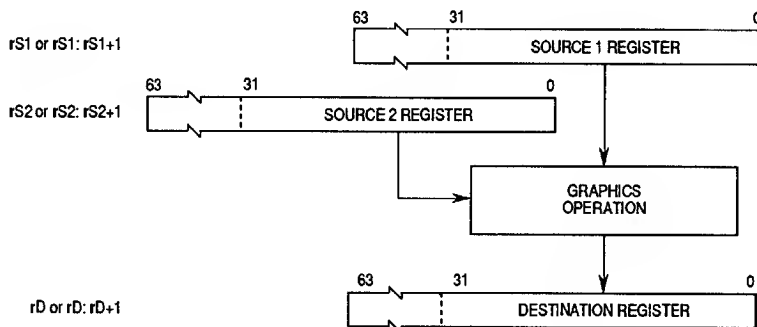 63 31 0
rS1 or rS1: rS1+1 SOURCE 1 REGISTER
63 31 0
rS2 or rS2: rS2+1 SOURCE 2 REGISTER
GRAPHICS
OPERATION
63 31 0
rD or rD: rD+1 DESTINATION REGISTER